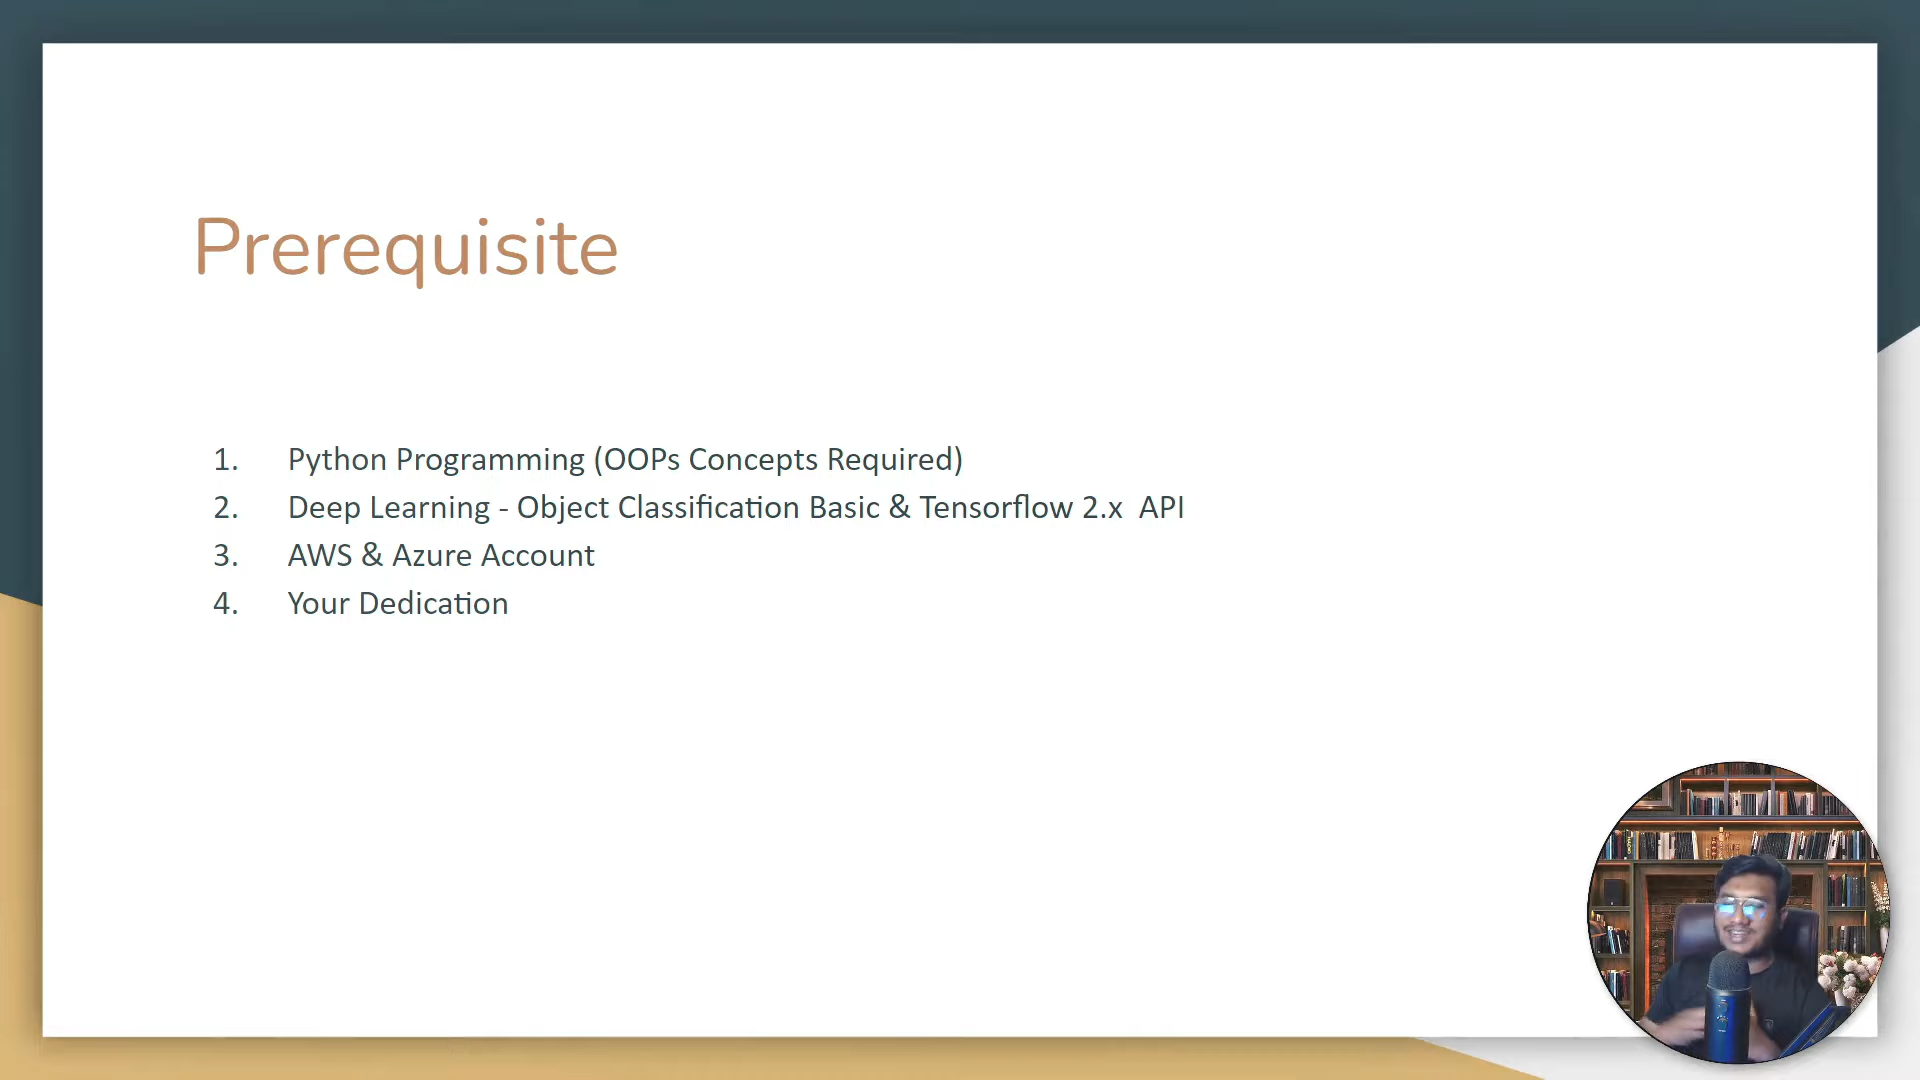 Prerequisite
1. Python Programming (OOPs Concepts Required)
2. Deep Learning - Object Classification Basic & Tensorflow 2.x API
3. AWS & Azure Account
4. Your Dedication